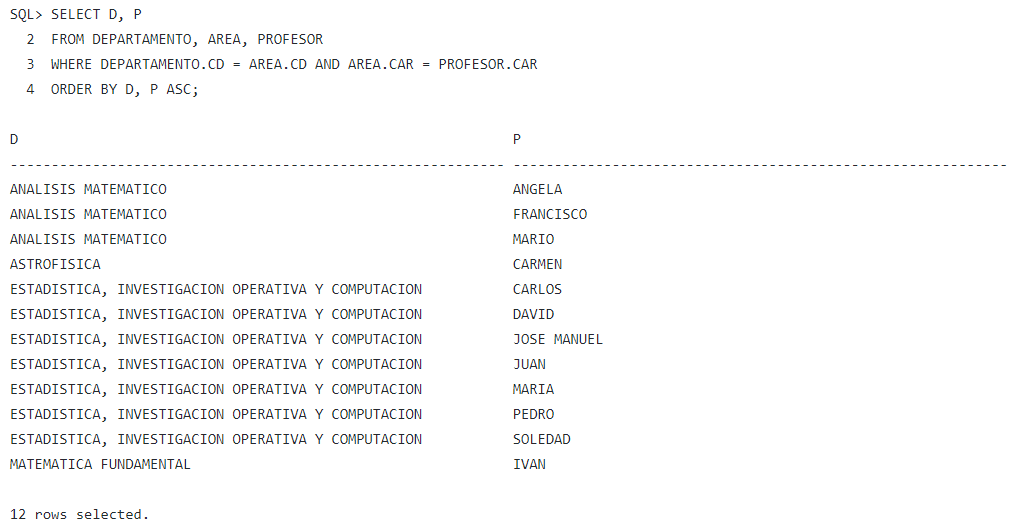 SQL> SELECT D, P
  2  FROM DEPARTAMENTO, AREA, PROFESOR
  3  WHERE DEPARTAMENTO.CD = AREA.CD AND AREA.CAR = PROFESOR.CAR
  4  ORDER BY D, P ASC;

D                                                            P
------------------------------------------------------------ ------------------------------------------------------------
ANALISIS MATEMATICO                                          ANGELA
ANALISIS MATEMATICO                                          FRANCISCO
ANALISIS MATEMATICO                                          MARIO
ASTROFISICA                                                  CARMEN
ESTADISTICA, INVESTIGACION OPERATIVA Y COMPUTACION           CARLOS
ESTADISTICA, INVESTIGACION OPERATIVA Y COMPUTACION           DAVID
ESTADISTICA, INVESTIGACION OPERATIVA Y COMPUTACION           JOSE MANUEL
ESTADISTICA, INVESTIGACION OPERATIVA Y COMPUTACION           JUAN
ESTADISTICA, INVESTIGACION OPERATIVA Y COMPUTACION           MARIA
ESTADISTICA, INVESTIGACION OPERATIVA Y COMPUTACION           PEDRO
ESTADISTICA, INVESTIGACION OPERATIVA Y COMPUTACION           SOLEDAD
MATEMATICA FUNDAMENTAL                                       IVAN

12 rows selected.